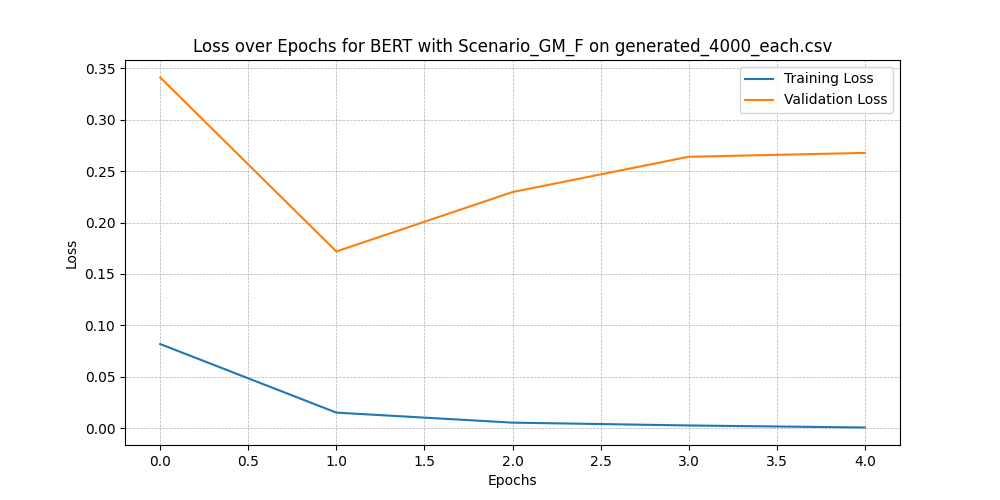 Loss over Epochs for BERT with Scenario_GM_F on generated_4000_each.csv
Training Loss
Validation Loss
0.35
0.30
0.25
0.20
0.15
0.10
0.05
0.00
Loss
0.0 0.5 1.0 1.5 2.0 2.5 3.0 3.5 4.0
Epochs